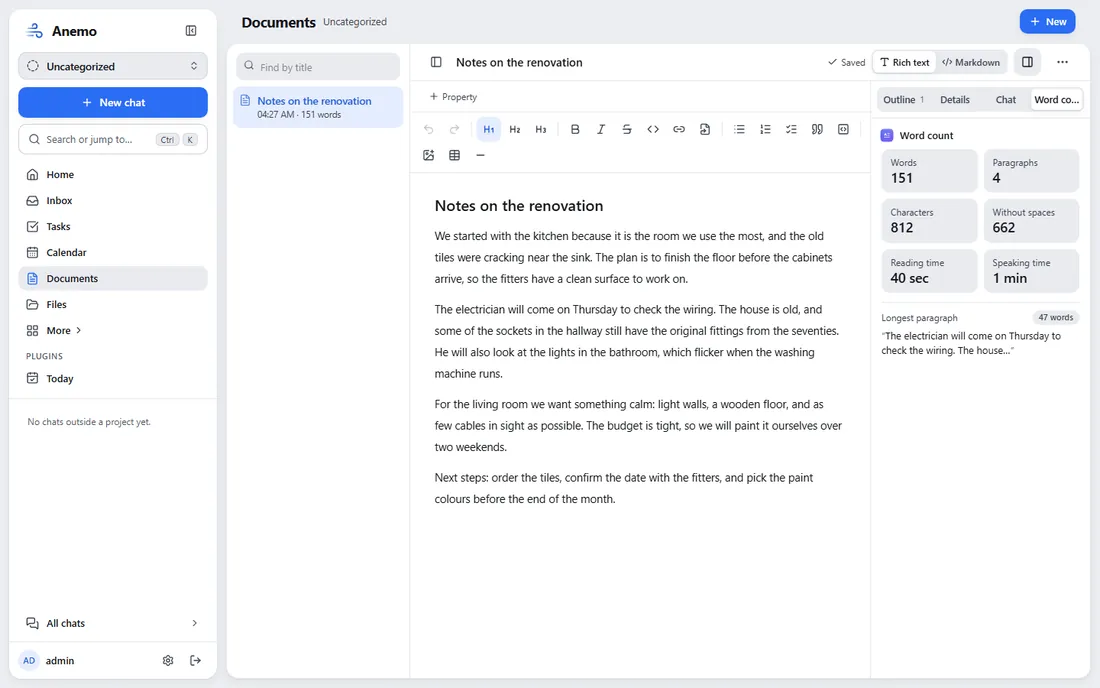 Anemo
Uncategorized
+ New chat
Search or jump to... Ctrl K
Home
Inbox
Tasks
Calendar
Documents
Files
More
PLUGINS
Today
No chats outside a project yet.
All chats
AD admin
Documents Uncategorized
+ New
Find by title
Notes on the renovation
04:27 AM · 151 words
Notes on the renovation
Saved
Rich text
Markdown
+ Property
H1 H2 H3
Notes on the renovation
We started with the kitchen because it is the room we use the most, and the old
tiles were cracking near the sink. The plan is to finish the floor before the cabinets
arrive, so the fitters have a clean surface to work on.
The electrician will come on Thursday to check the wiring. The house is old, and
some of the sockets in the hallway still have the original fittings from the seventies.
He will also look at the lights in the bathroom, which flicker when the washing
machine runs.
For the living room we want something calm: light walls, a wooden floor, and as
few cables in sight as possible. The budget is tight, so we will paint it ourselves over
two weekends.
Next steps: order the tiles, confirm the date with the fitters, and pick the paint
colours before the end of the month.
Outline 1 Details Chat Word co...
Word count
Words
151
Paragraphs
4
Characters
812
Without spaces
662
Reading time
40 sec
Speaking time
1 min
Longest paragraph 47 words
"The electrician will come on Thursday to
check the wiring. The house..."